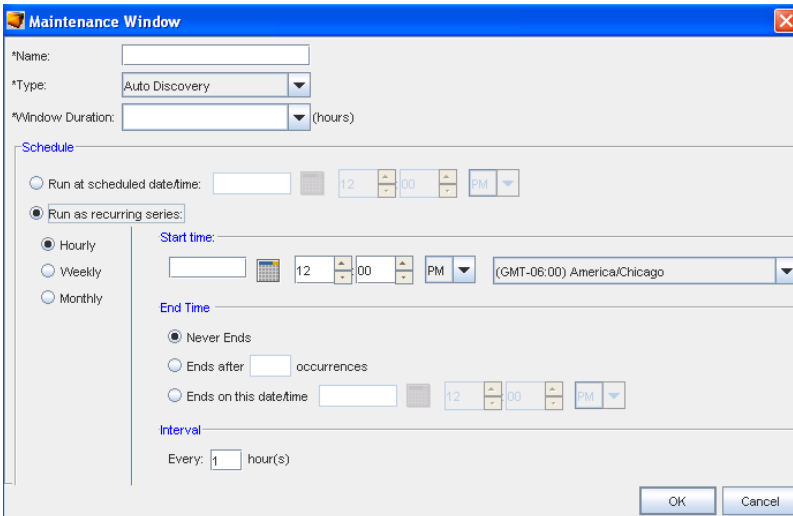 Maintenance Window
*Name:
*Type: Auto Discovery
*Window Duration: (hours)
Schedule
Run at scheduled date/time: 12 :00 PM
Run as recurring series:
Hourly
Weekly
Monthly
Start time:
12 :00 PM (GMT-06:00) America/Chicago
End Time
Never Ends
Ends after occurrences
Ends on this date/time 12 :00 PM
Interval
Every: 1 hour(s)
OK Cancel